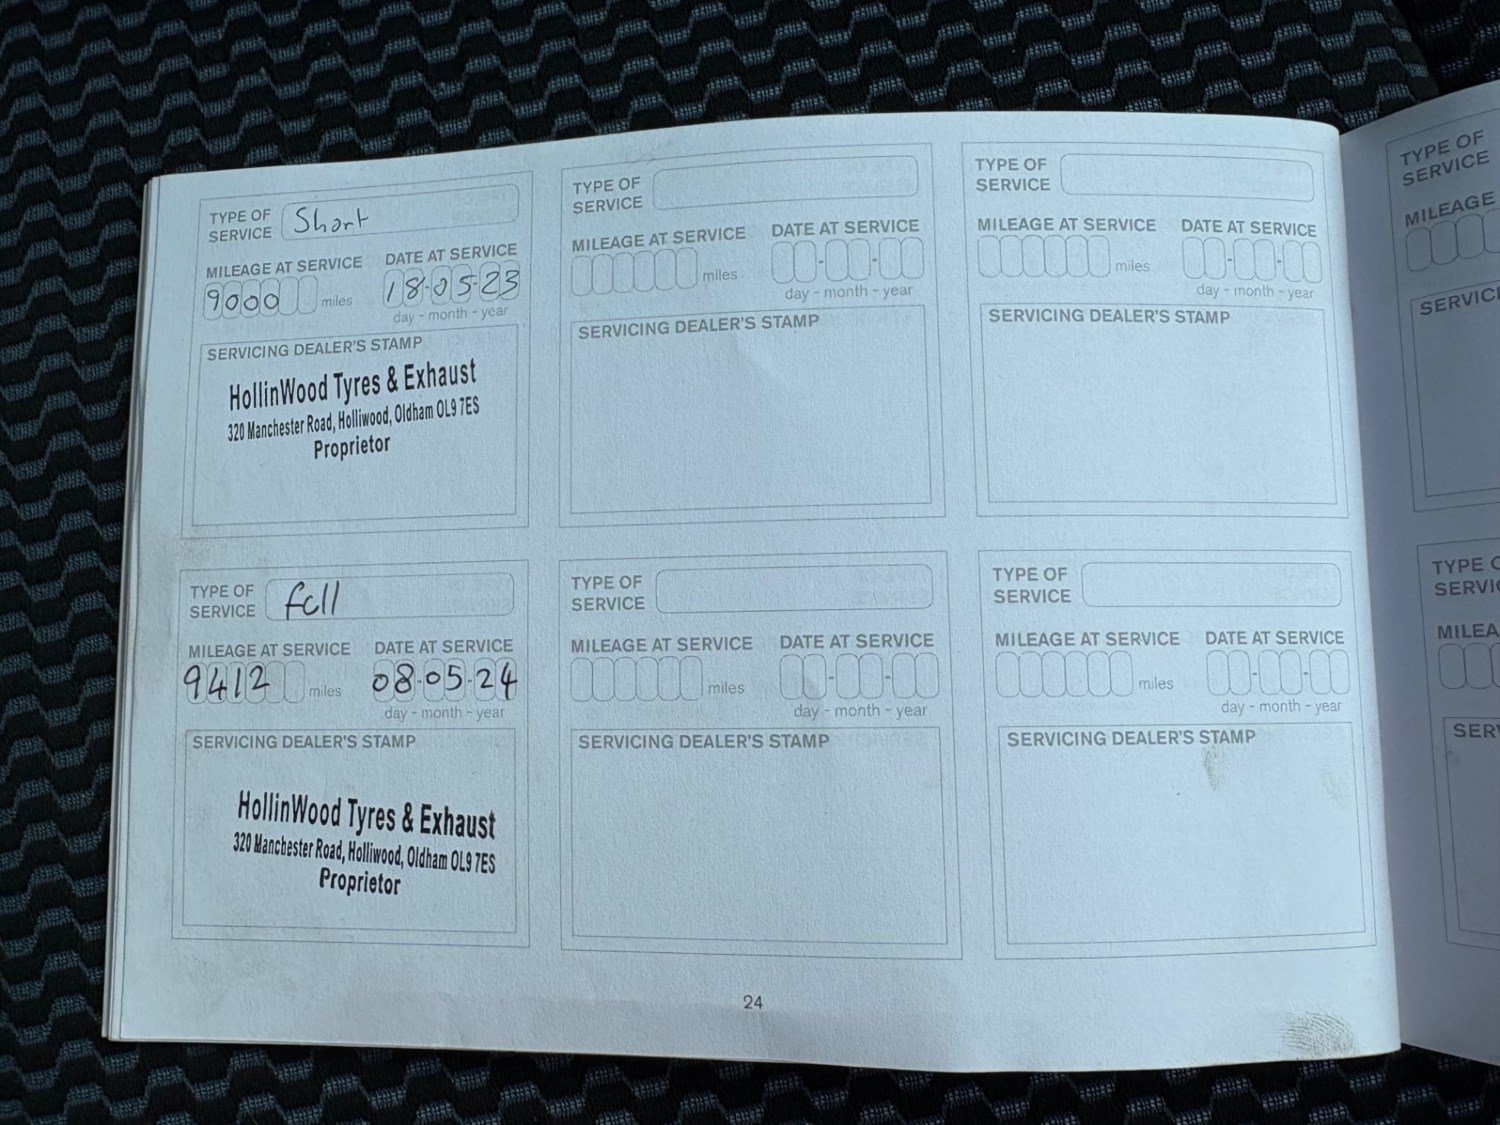 TYPE OF
SERVICE
Short
MILEAGE AT SERVICE
9000 miles
DATE AT SERVICE
18-05-23
day - month - year
SERVICING DEALER'S STAMP
HollinWood Tyres & Exhaust
320 Manchester Road, Holliwood, Oldham OL9 7ES
Proprietor
TYPE OF
SERVICE
MILEAGE AT SERVICE
miles
DATE AT SERVICE
day - month - year
SERVICING DEALER'S STAMP
TYPE OF
SERVICE
MILEAGE AT SERVICE
miles
DATE AT SERVICE
day - month - year
SERVICING DEALER'S STAMP
TYPE OF
SERVICE
full
MILEAGE AT SERVICE
9412 miles
DATE AT SERVICE
08-05-24
day - month - year
SERVICING DEALER'S STAMP
HollinWood Tyres & Exhaust
320 Manchester Road, Holliwood, Oldham OL9 7ES
Proprietor
TYPE OF
SERVICE
MILEAGE AT SERVICE
miles
DATE AT SERVICE
day - month - year
SERVICING DEALER'S STAMP
TYPE OF
SERVICE
MILEAGE AT SERVICE
miles
DATE AT SERVICE
day - month - year
SERVICING DEALER'S STAMP
24
TYPE OF
SERVICE
MILEAGE
TYPE